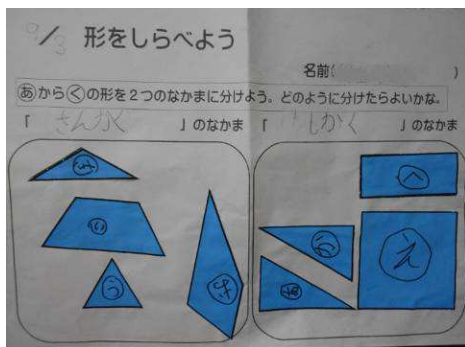 9/3 形をしらべよう
名前( )
あからくの形を2つのなかまに分けよう。どのように分けたらよいかな。
「 さんかく 」のなかま 「 しかく 」のなかま
へ
い
え
う